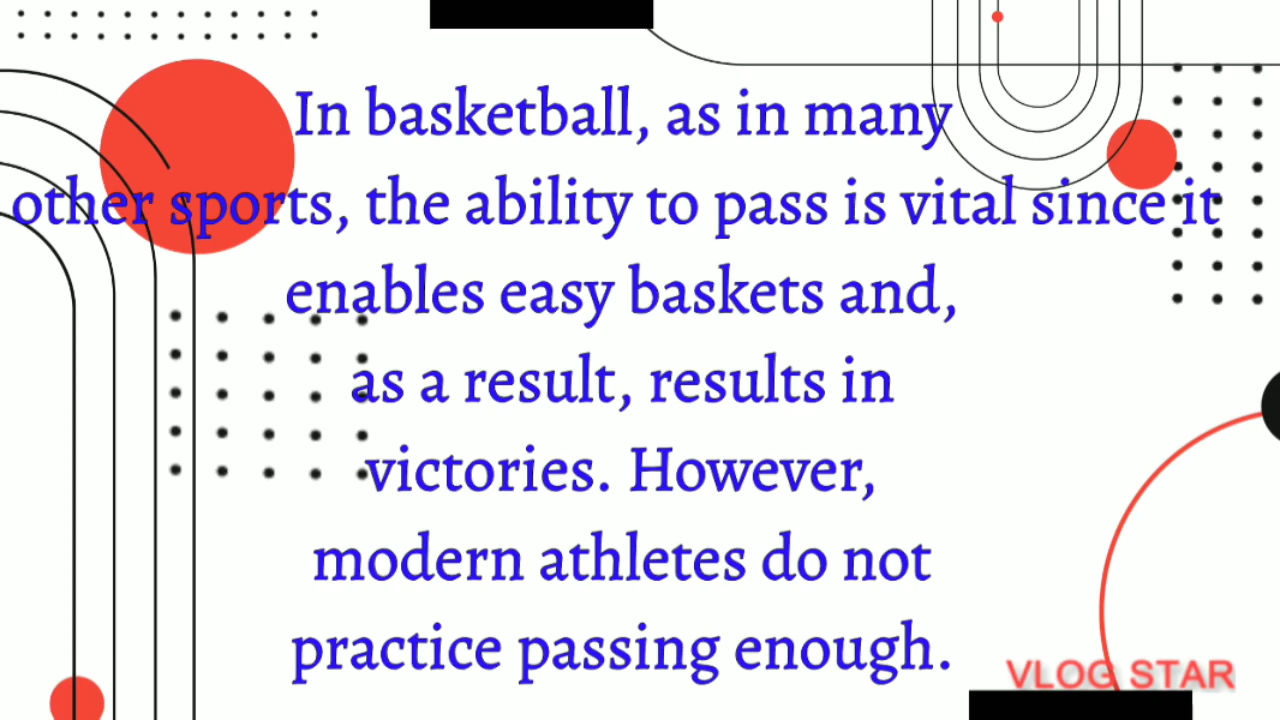 In basketball, as in many
other sports, the ability to pass is vital since it
enables easy baskets and,
as a result, results in
victories. However,
modern athletes do not
practice passing enough.
VLOG STAR